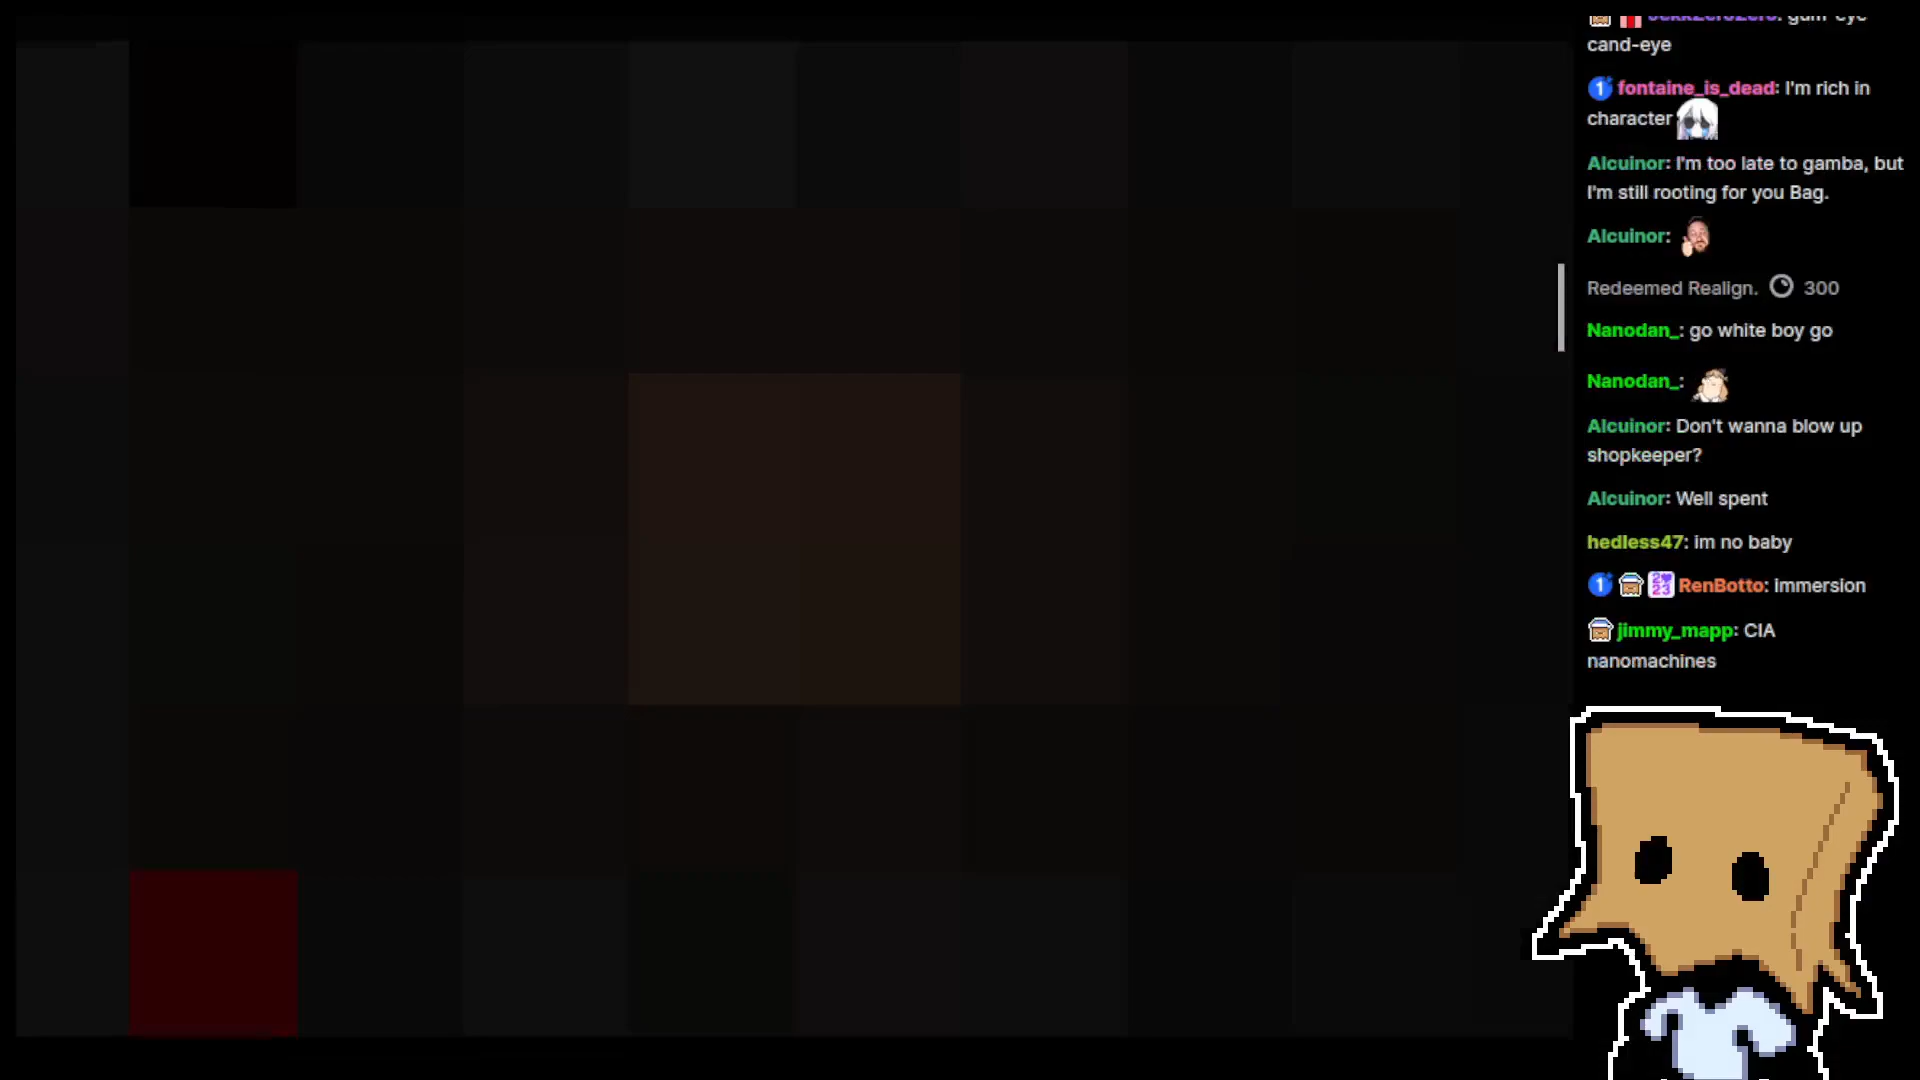 cand-eye
fontaine_is_dead: I'm rich in
character
Alcuinor: I'm too late to gamba, but
I'm still rooting for you Bag.
Alcuinor:
Redeemed Realign. 300
Nanodan_: go white boy go
Nanodan_:
Alcuinor: Don't wanna blow up
shopkeeper?
Alcuinor: Well spent
hedless47: im no baby
RenBotto: immersion
jimmy_mapp: CIA
nanomachines